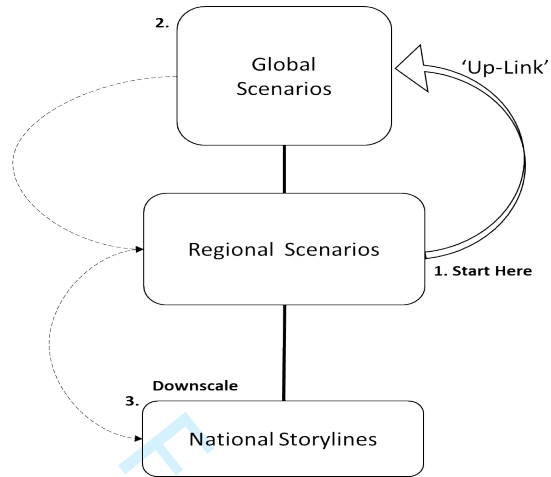 2.
Global
Scenarios
'Up-Link'
Regional Scenarios
1. Start Here
Downscale
3.
National Storylines
F